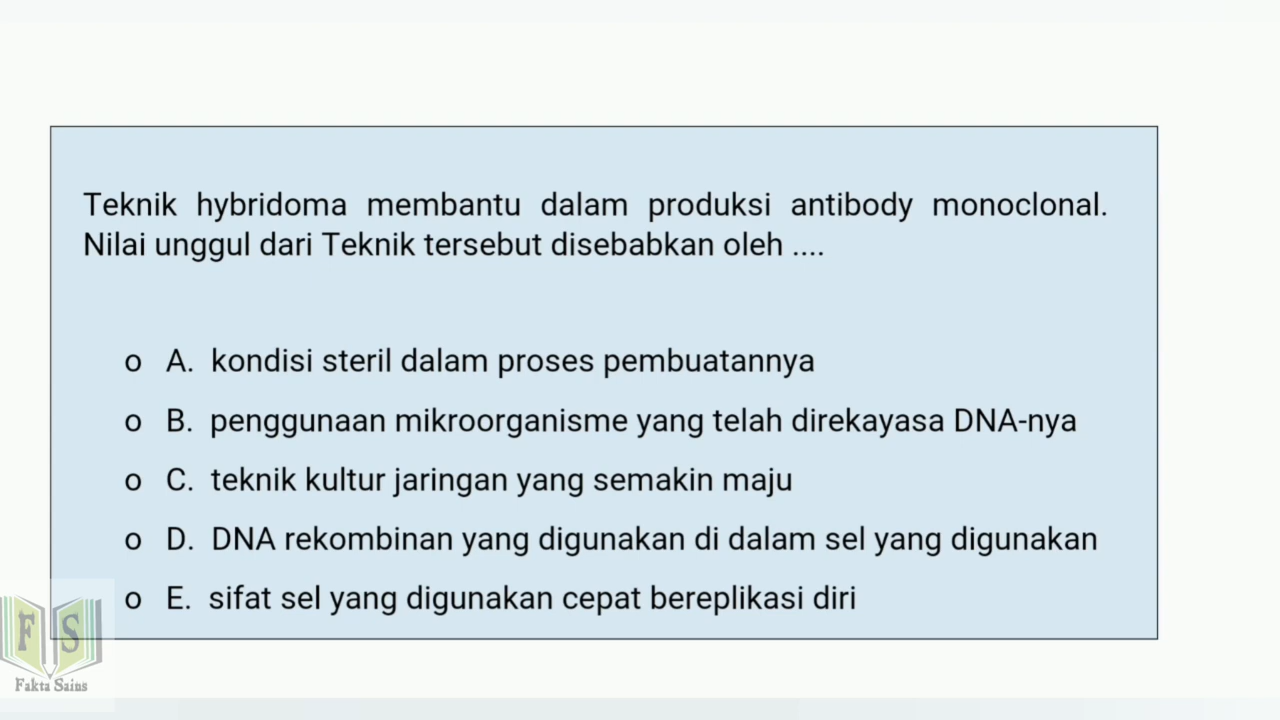 Teknik hybridoma membantu dalam produksi antibody monoclonal.
Nilai unggul dari Teknik tersebut disebabkan oleh ....
o A. kondisi steril dalam proses pembuatannya
o B. penggunaan mikroorganisme yang telah direkayasa DNA-nya
o C. teknik kultur jaringan yang semakin maju
o D. DNA rekombinan yang digunakan di dalam sel yang digunakan
o E. sifat sel yang digunakan cepat bereplikasi diri
F S
Fakta Sains